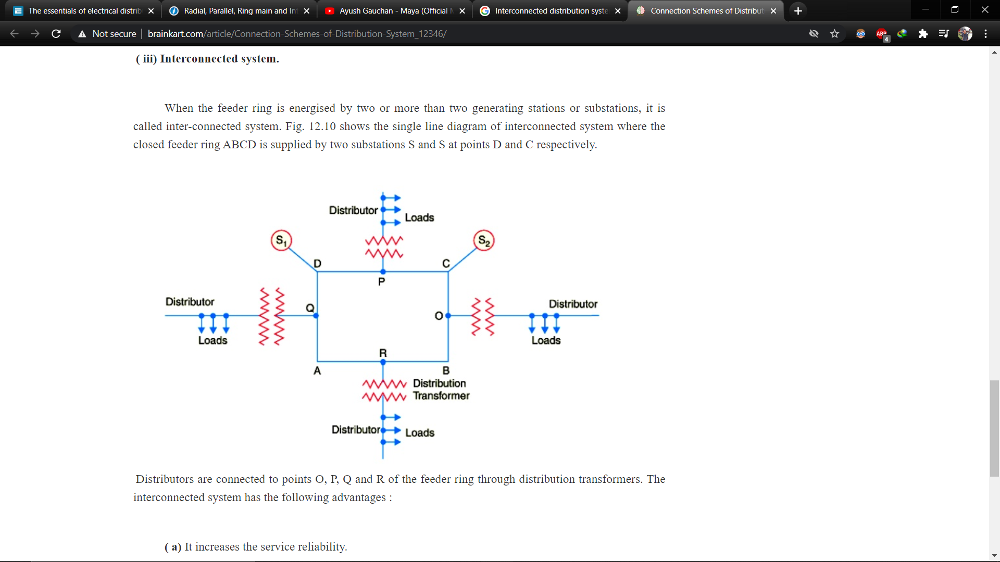 The essentials of electrical distrib
Radial, Parallel, Ring main and Int
Ayush Gauchan - Maya (Official M
Interconnected distribution syste
Connection Schemes of Distribut
Not secure
brainkart.com/article/Connection-Schemes-of-Distribution-System_12346/
ABP
4
( iii) Interconnected system.
When the feeder ring is energised by two or more than two generating stations or substations, it is
called inter-connected system. Fig. 12.10 shows the single line diagram of interconnected system where the
closed feeder ring ABCD is supplied by two substations S and S at points D and C respectively.
Distributor
Loads
S1
S2
D
C
P
Distributor
Q
O
Distributor
Loads
Loads
R
A
B
Distribution
Transformer
Distributor
Loads
Distributors are connected to points O, P, Q and R of the feeder ring through distribution transformers. The
interconnected system has the following advantages :
( a) It increases the service reliability.